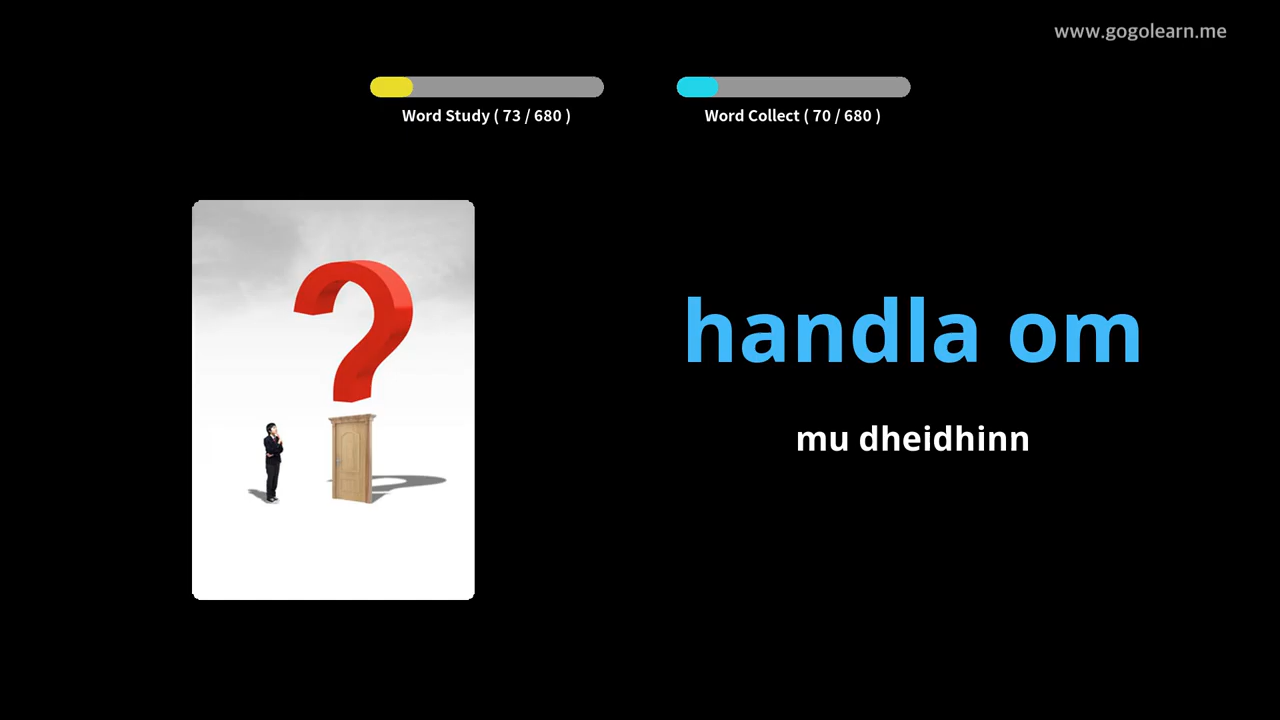 www.gogolearn.me
Word Study ( 73 / 680 )
Word Collect ( 70 / 680 )
handla om
mu dheidhinn